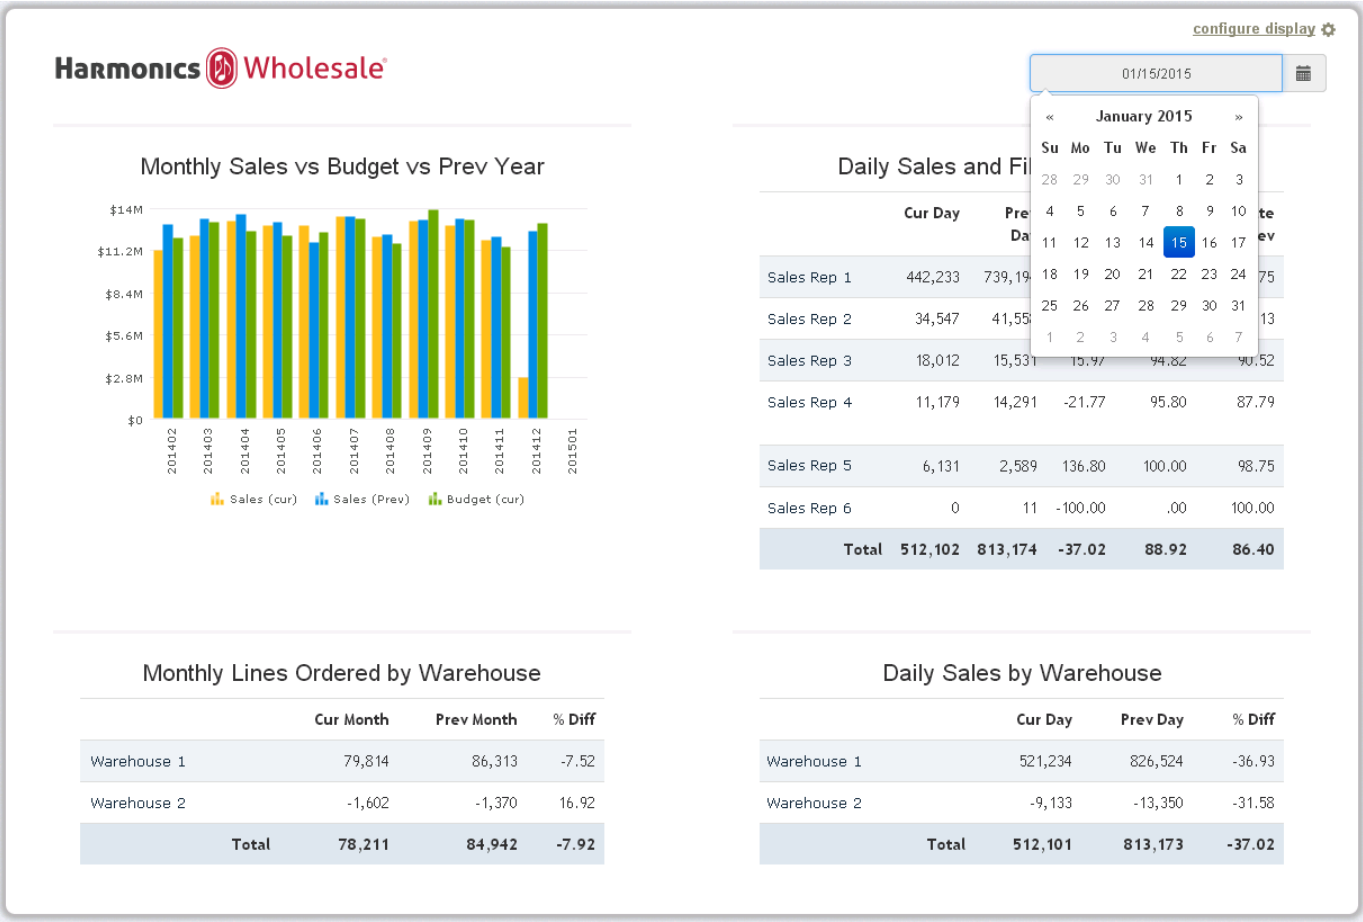 configure display
Harmonics Wholesale
01/15/2015
« January 2015 »
Su Mo Tu We Th Fr Sa
28 29 30 31 1 2 3
4 5 6 7 8 9 10
11 12 13 14 15 16 17
18 19 20 21 22 23 24
25 26 27 28 29 30 31
1 2 3 4 5 6 7
Monthly Sales vs Budget vs Prev Year
$14M
$11.2M
$8.4M
$5.6M
$2.8M
$0
201402 201403 201404 201405 201406 201407 201408 201409 201410 201411 201412 201501
Sales (cur) Sales (Prev) Budget (cur)
Daily Sales and
Cur Day
Sales Rep 1 442,233
Sales Rep 2 34,547
Sales Rep 3 18,012 15,531 15.97 94.82 90.52
Sales Rep 4 11,179 14,291 -21.77 95.80 87.79
Sales Rep 5 6,131 2,589 136.80 100.00 98.75
Sales Rep 6 0 11 -100.00 .00 100.00
Total 512,102 813,174 -37.02 88.92 86.40
Monthly Lines Ordered by Warehouse
Cur Month Prev Month % Diff
Warehouse 1 79,814 86,313 -7.52
Warehouse 2 -1,602 -1,370 16.92
Total 78,211 84,942 -7.92
Daily Sales by Warehouse
Cur Day Prev Day % Diff
Warehouse 1 521,234 826,524 -36.93
Warehouse 2 -9,133 -13,350 -31.58
Total 512,101 813,173 -37.02